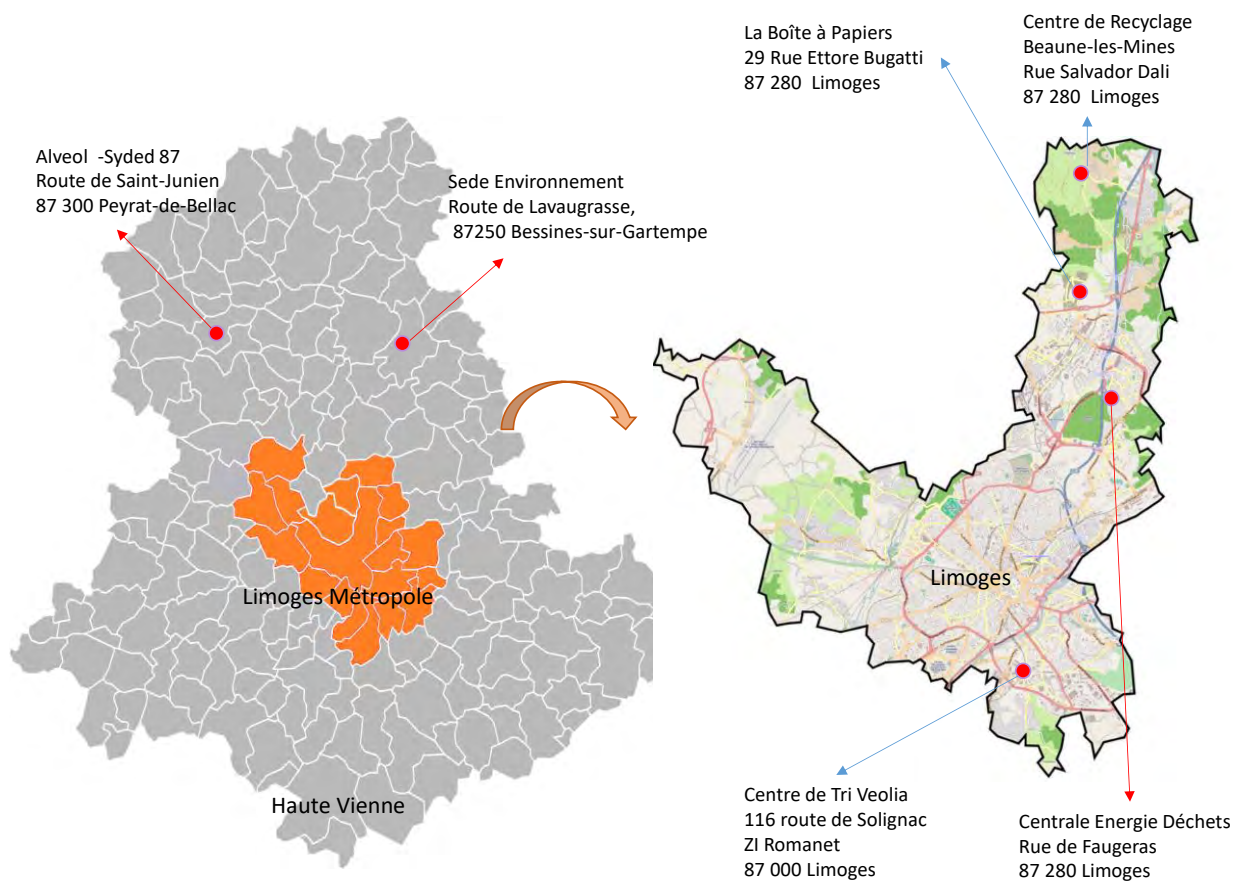 Alveol -Syded 87
Route de Saint-Junien
87 300 Peyrat-de-Bellac
Sede Environnement
Route de Lavaugrasse,
87250 Bessines-sur-Gartempe
Limoges Métropole
Haute Vienne
La Boîte à Papiers
29 Rue Ettore Bugatti
87 280 Limoges
Centre de Recyclage
Beaune-les-Mines
Rue Salvador Dali
87 280 Limoges
Limoges
Centre de Tri Veolia
116 route de Solignac
ZI Romanet
87 000 Limoges
Centrale Energie Déchets
Rue de Faugeras
87 280 Limoges